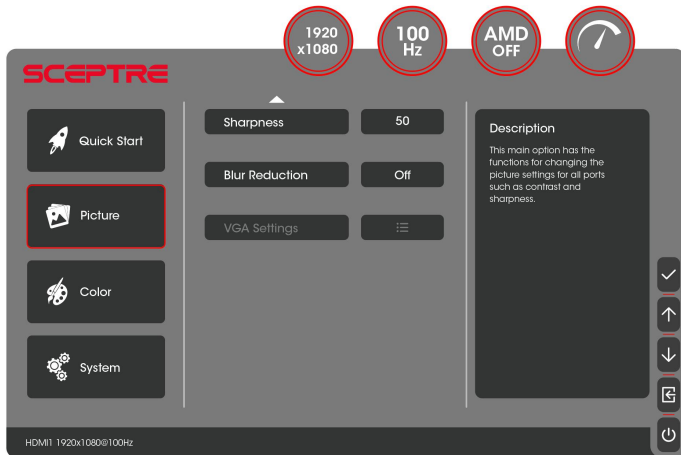 1920
x1080
100
Hz
AMD
OFF
SCEPTRE
Quick Start
Picture
Color
System
Sharpness
50
Blur Reduction
Off
VGA Settings
Description
This main option has the
functions for changing the
picture settings for all ports
such as contrast and
sharpness.
HDMI1 1920x1080@100Hz